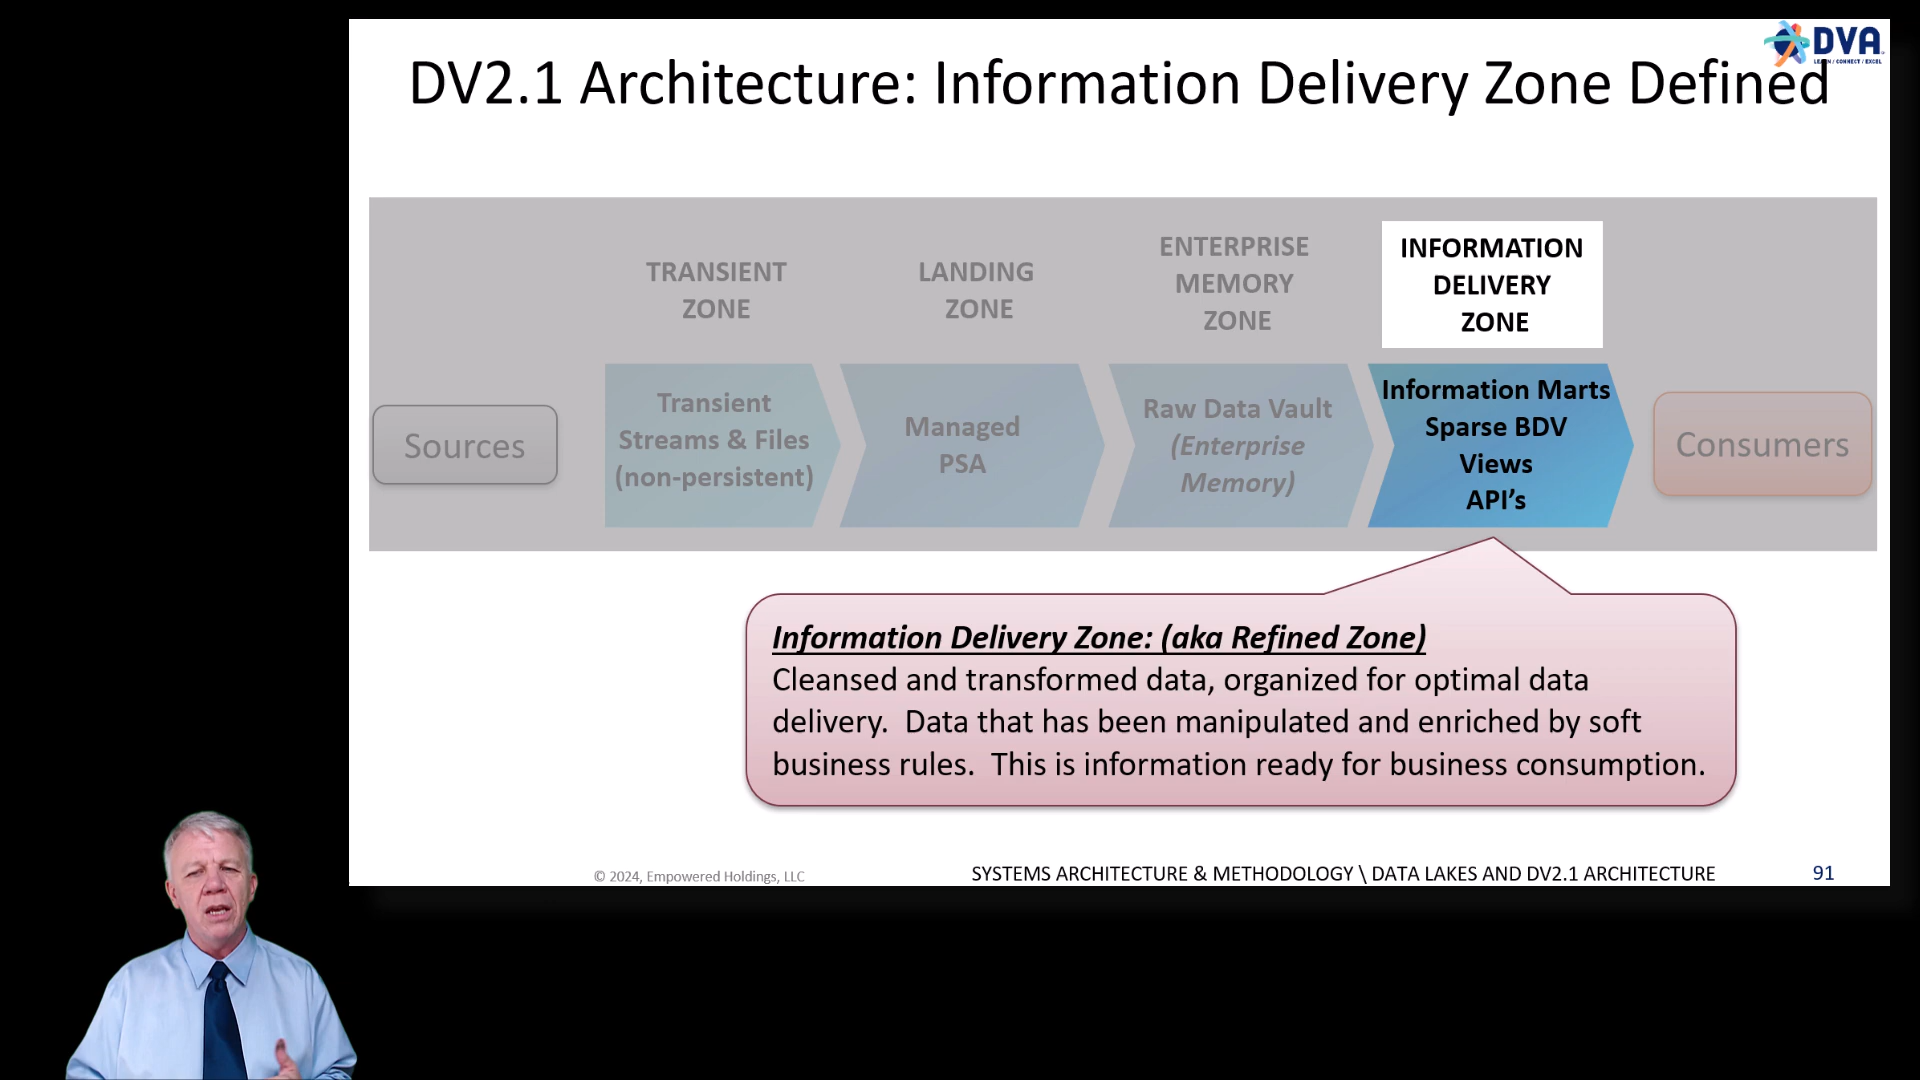 DVA
LEARN / CONNECT / EXCEL
DV2.1 Architecture: Information Delivery Zone Defined
TRANSIENT
ZONE
LANDING
ZONE
ENTERPRISE
MEMORY
ZONE
INFORMATION
DELIVERY
ZONE
Sources
Transient
Streams & Files
(non-persistent)
Managed
PSA
Raw Data Vault
(Enterprise
Memory)
Information Marts
Sparse BDV
Views
API’s
Consumers
Information Delivery Zone: (aka Refined Zone)
Cleansed and transformed data, organized for optimal data
delivery.  Data that has been manipulated and enriched by soft
business rules.  This is information ready for business consumption.
© 2024, Empowered Holdings, LLC
SYSTEMS ARCHITECTURE & METHODOLOGY \ DATA LAKES AND DV2.1 ARCHITECTURE
91